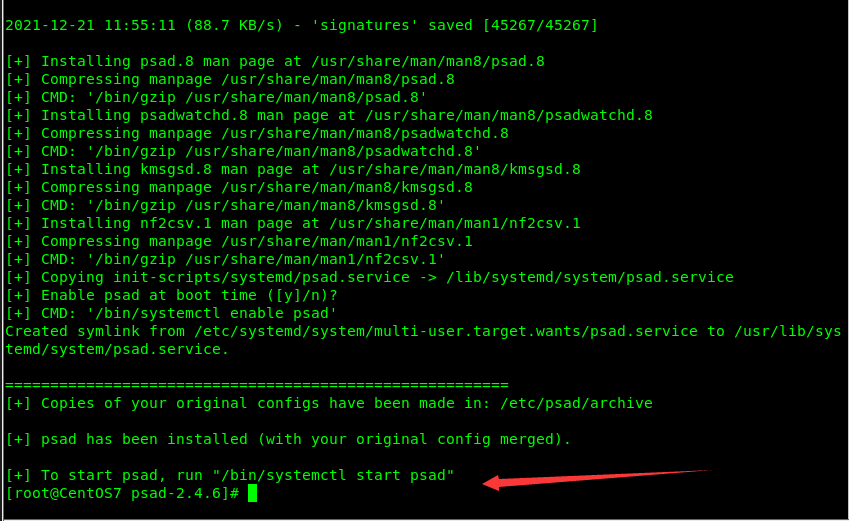 2021-12-21 11:55:11 (88.7 KB/s) - 'signatures' saved [45267/45267]
[+] Installing psad.8 man page at /usr/share/man/man8/psad.8
[+] Compressing manpage /usr/share/man/man8/psad.8
[+] CMD: '/bin/gzip /usr/share/man/man8/psad.8'
[+] Installing psadwatchd.8 man page at /usr/share/man/man8/psadwatchd.8
[+] Compressing manpage /usr/share/man/man8/psadwatchd.8
[+] CMD: '/bin/gzip /usr/share/man/man8/psadwatchd.8'
[+] Installing kmsgsd.8 man page at /usr/share/man/man8/kmsgsd.8
[+] Compressing manpage /usr/share/man/man8/kmsgsd.8
[+] CMD: '/bin/gzip /usr/share/man/man8/kmsgsd.8'
[+] Installing nf2csv.1 man page at /usr/share/man/man1/nf2csv.1
[+] Compressing manpage /usr/share/man/man1/nf2csv.1
[+] CMD: '/bin/gzip /usr/share/man/man1/nf2csv.1'
[+] Copying init-scripts/systemd/psad.service -> /lib/systemd/system/psad.service
[+] Enable psad at boot time ([y]/n)?
[+] CMD: '/bin/systemctl enable psad'
Created symlink from /etc/systemd/system/multi-user.target.wants/psad.service to /usr/lib/sys
temd/system/psad.service.
========================================================
[+] Copies of your original configs have been made in: /etc/psad/archive
[+] psad has been installed (with your original config merged).
[+] To start psad, run "/bin/systemctl start psad"
[root@CentOS7 psad-2.4.6]#